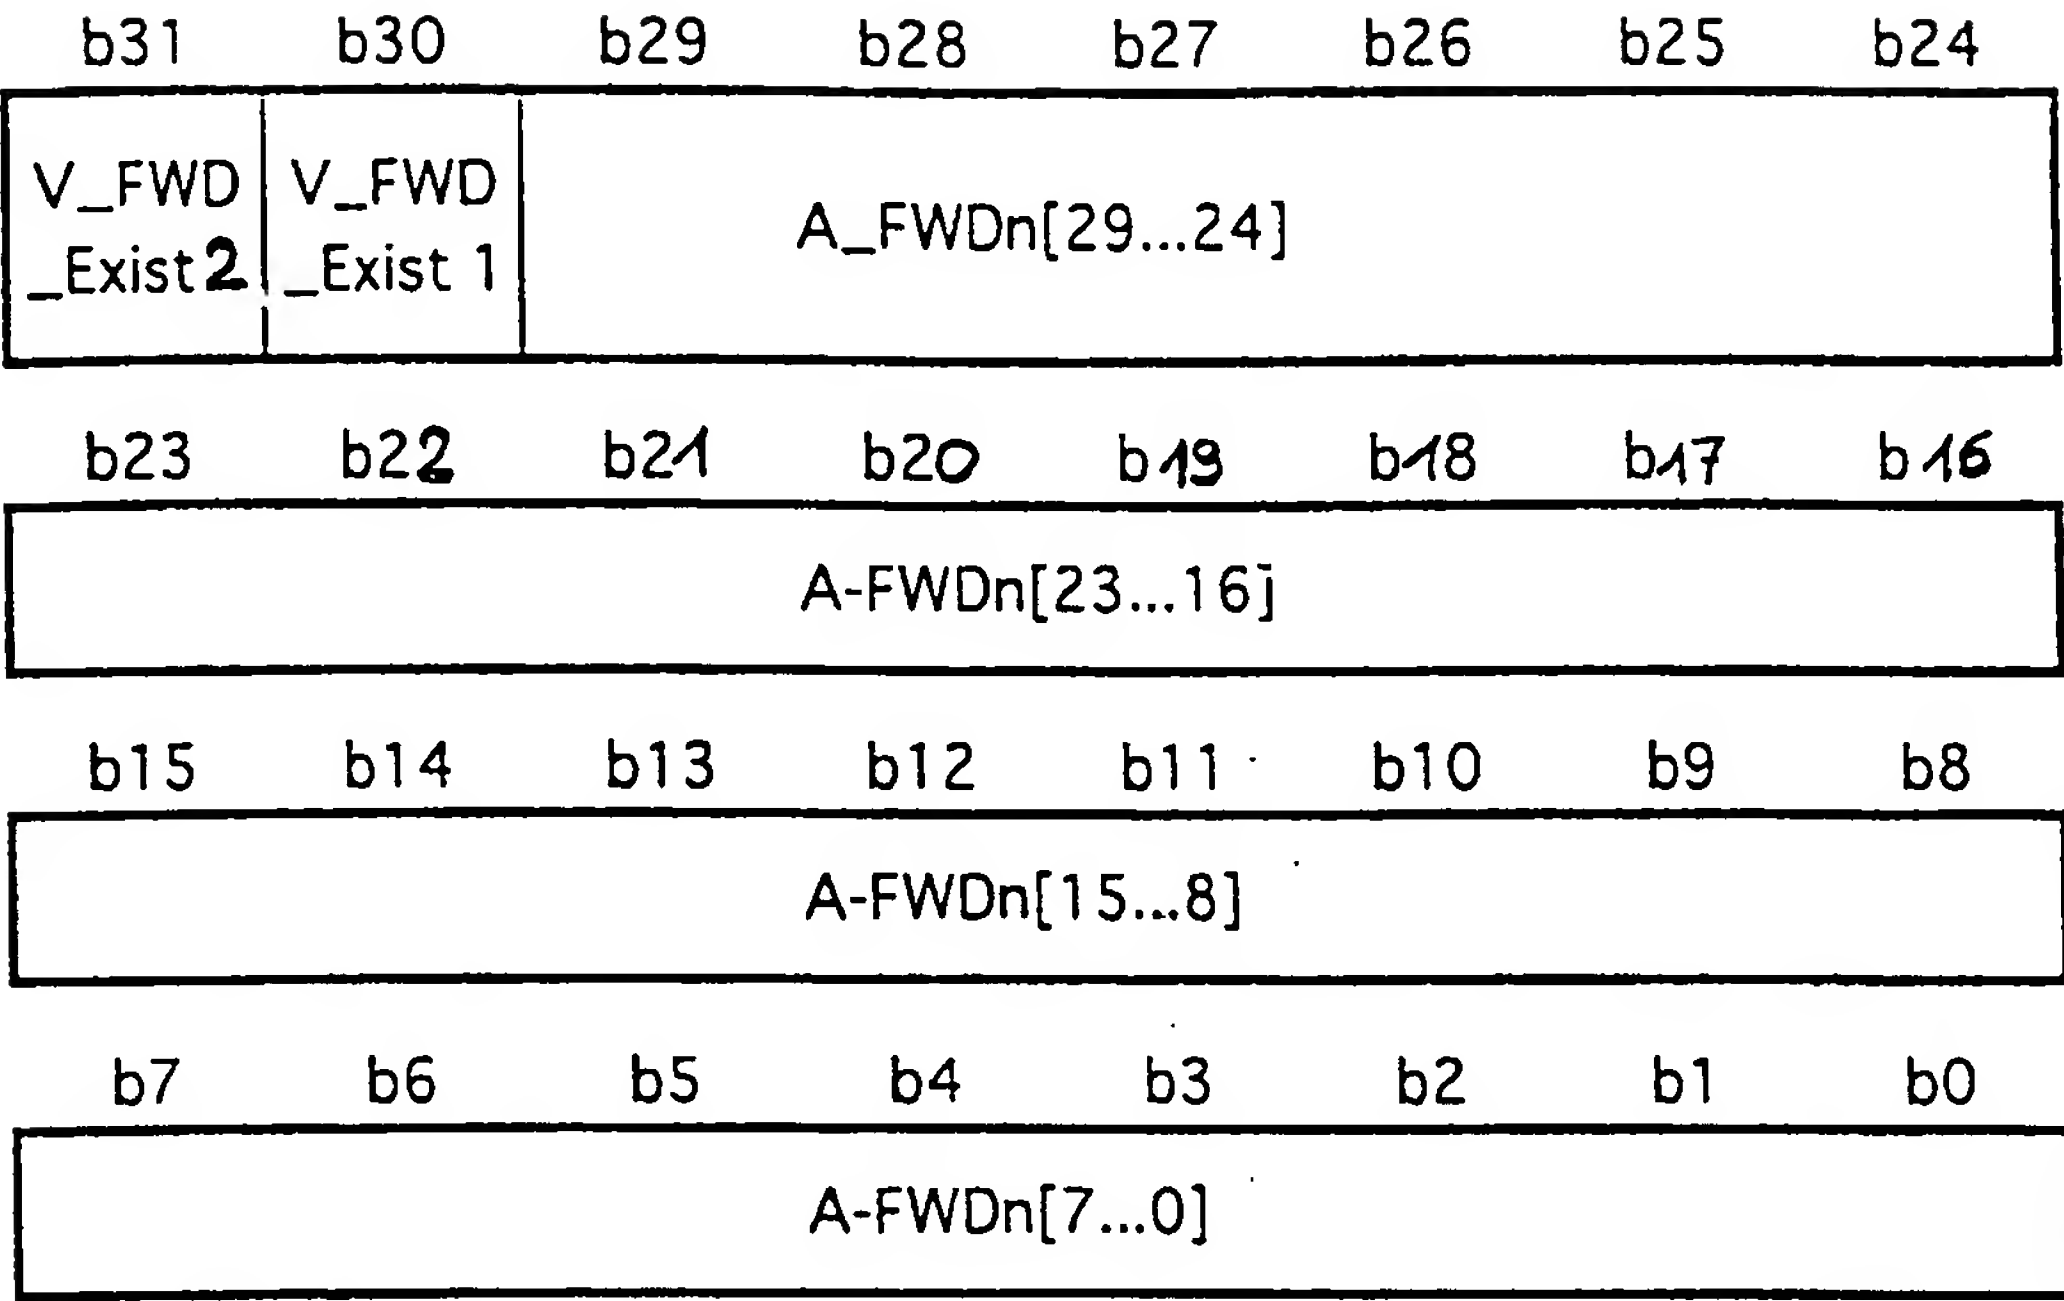 b31 b30 b29 b28 b27 b26 b25 b24
V_FWD V_FWD
_Exist 2 _Exist 1
A_FWDn[29...24]
b23 b22 b21 b20 b19 b18 b17 b16
A-FWDn[23...16]
b15 b14 b13 b12 b11 b10 b9 b8
A-FWDn[15...8]
b7 b6 b5 b4 b3 b2 b1 b0
A-FWDn[7...0]